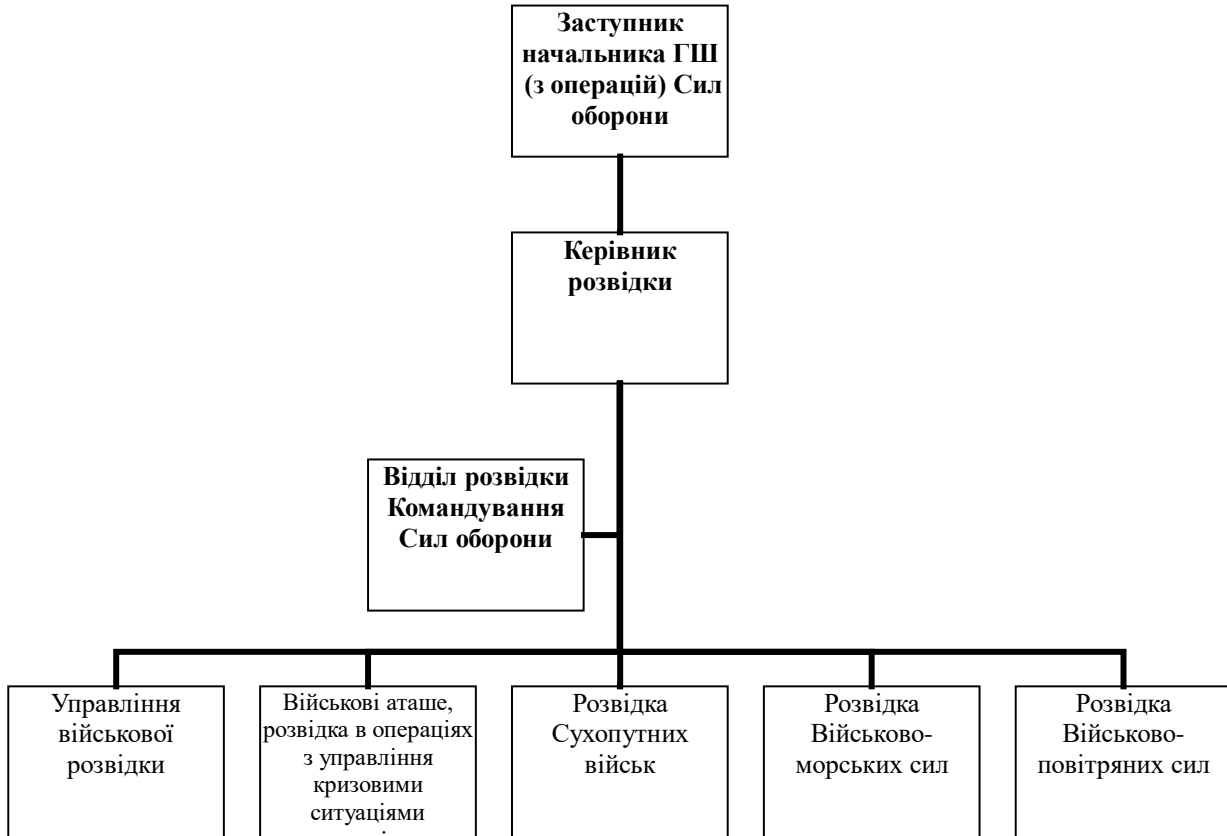 Заступник
начальника ГШ
(з операцій) Сил
оборони
Керівник
розвідки
Відділ розвідки
Командування
Сил оборони
Управління
військової
розвідки
Військові аташе,
розвідка в операціях
з управління
кризовими
ситуаціями
Розвідка
Сухопутних
військ
Розвідка
Військово-
морських сил
Розвідка
Військово-
повітряних сил